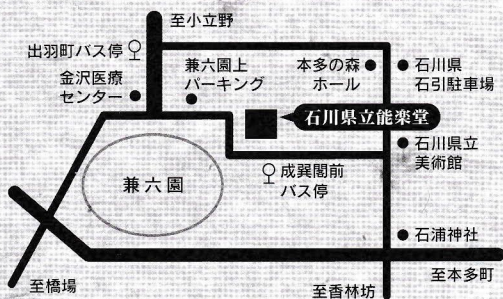 至小立野
出羽町バス停
金沢医療
センター
兼六園上
パーキング
本多の森
ホール
石川県
石引駐車場
石川県立能楽堂
石川県立
美術館
成巽閣前
バス停
兼六園
石浦神社
至本多町
至橋場
至香林坊